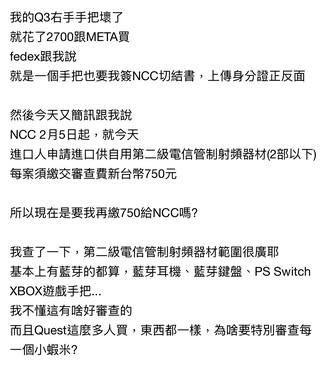 我的Q3右手手把壞了
就花了2700跟META買
fedex跟我說
就是一個手把也要我簽NCC切結書，上傳身分證正反面
然後今天又簡訊跟我說
NCC 2月5日起，就今天
進口人申請進口供自用第二級電信管制射頻器材(2部以下)
每案須繳交審查費新台幣750元
所以現在是要我再繳750給NCC嗎?
我查了一下，第二級電信管制射頻器材範圍很廣耶
基本上有藍芽的都算，藍芽耳機、藍芽鍵盤、PS Switch
XBOX遊戲手把...
我不懂這有啥好審查的
而且Quest這麼多人買，東西都一樣，為啥要特別審查每
一個小蝦米?